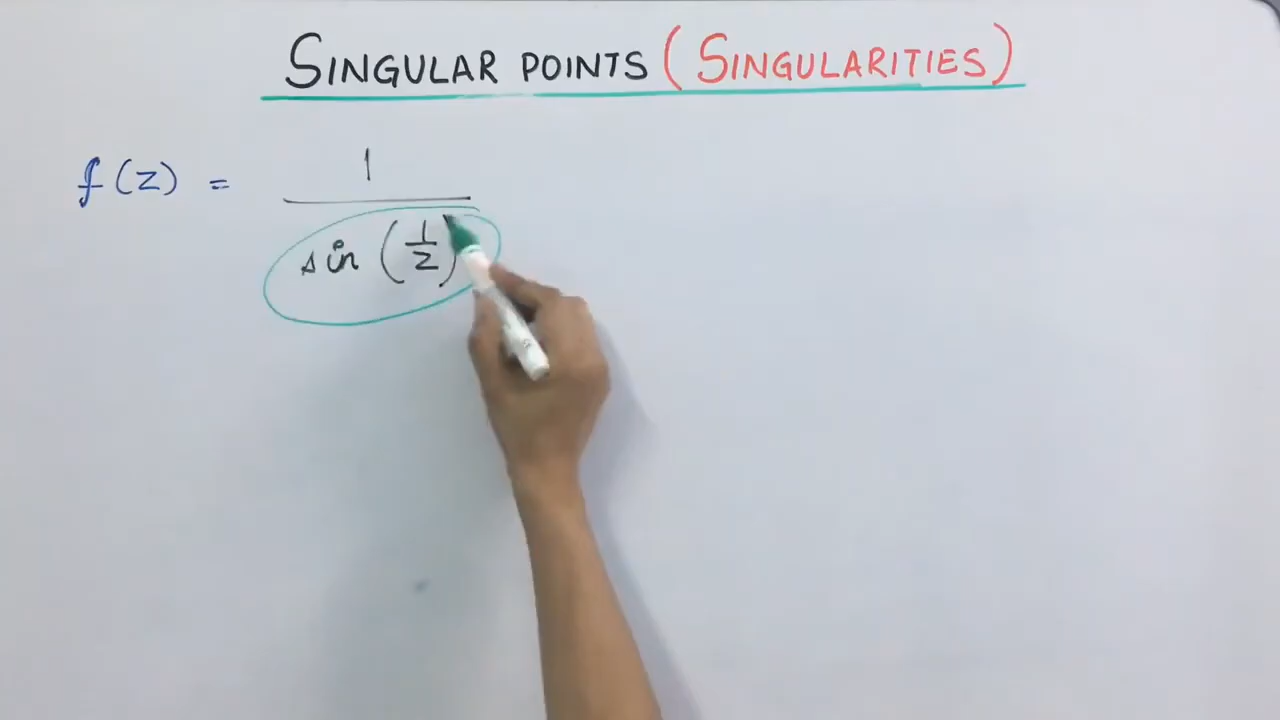 SINGULAR POINTS (SINGULARITIES)
f(z) = 1
sin (1/z)